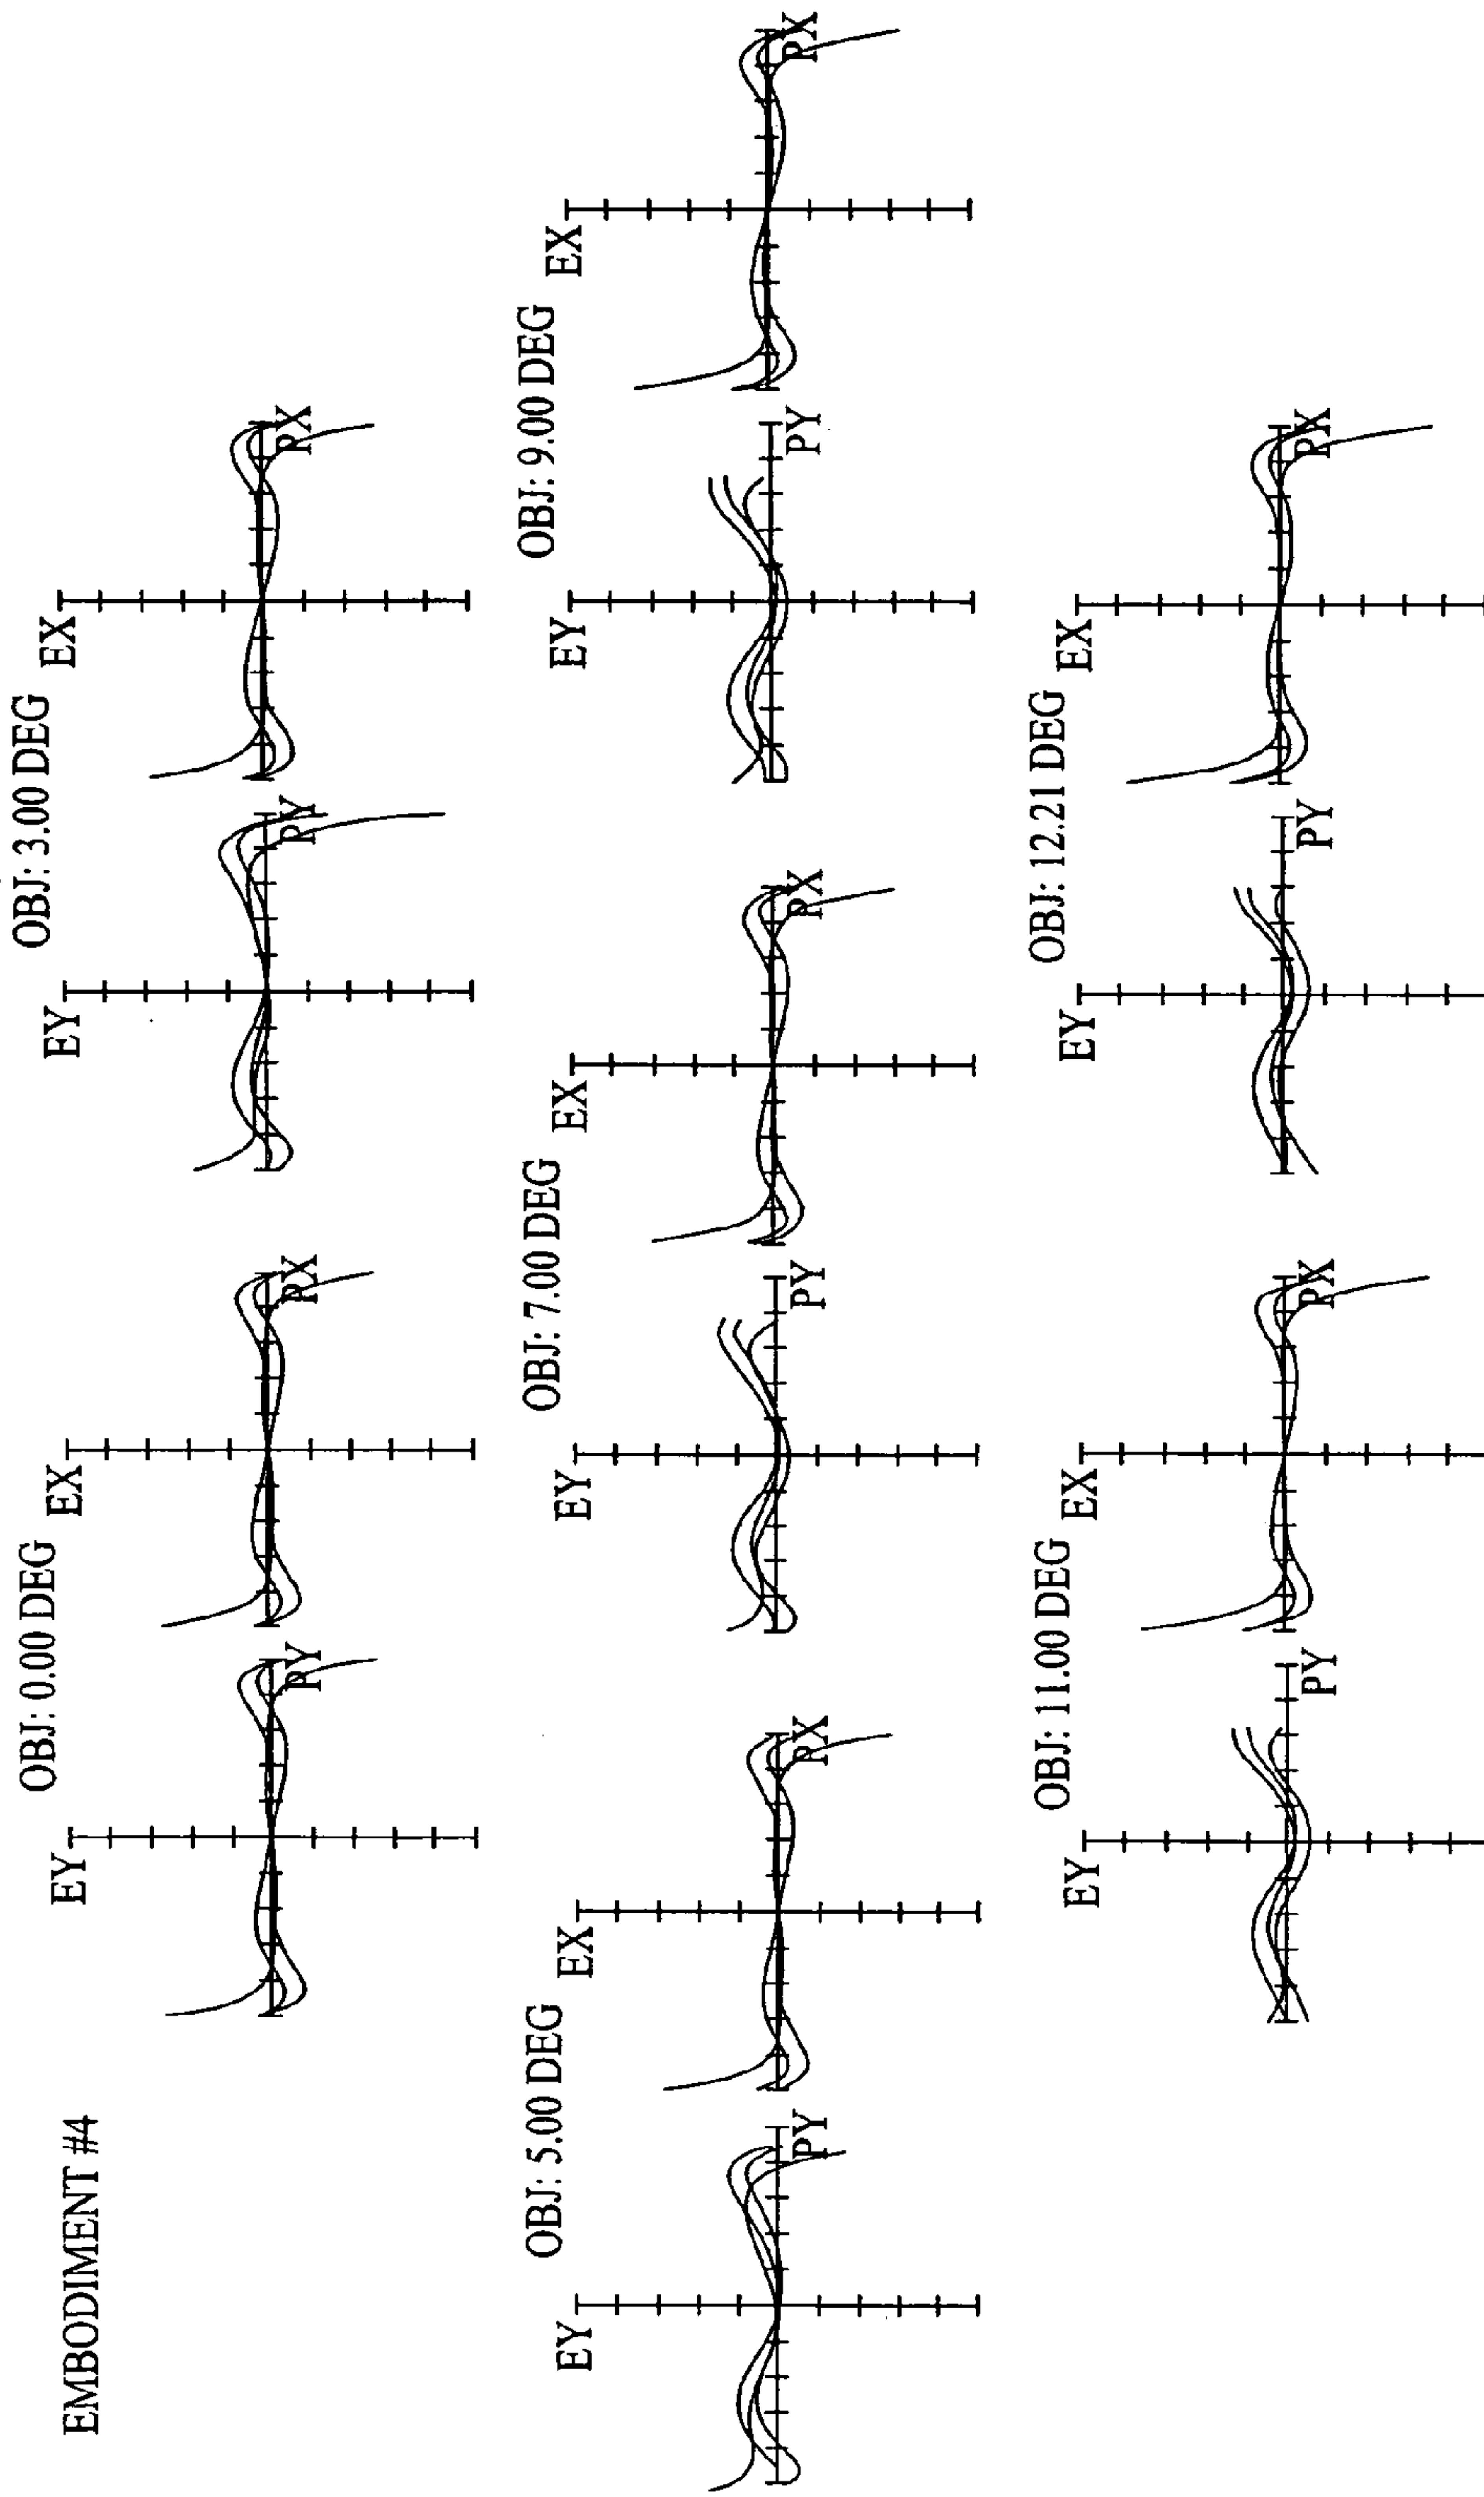 EMBODIMENT #4
OBJ: 0.00 DEG
EY
PY
EX
PX
OBJ: 3.00 DEG
EY
PY
EX
PX
OBJ: 5.00 DEG
EY
PY
EX
PX
OBJ: 7.00 DEG
EY
PY
EX
PX
OBJ: 9.00 DEG
EY
PY
EX
PX
OBJ: 11.00 DEG
EY
PY
EX
PX
OBJ: 12.21 DEG
EY
PY
EX
PX